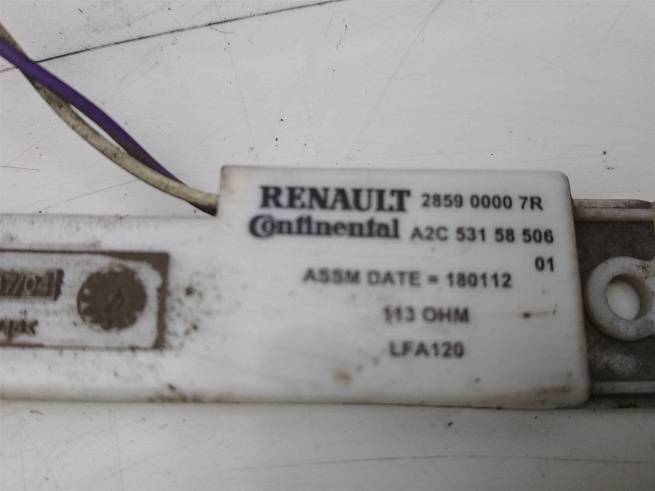 RENAULT 2859 0000 7R
Continental A2C 531 58 506
01
ASSM DATE = 180112
113 OHM
LFA120